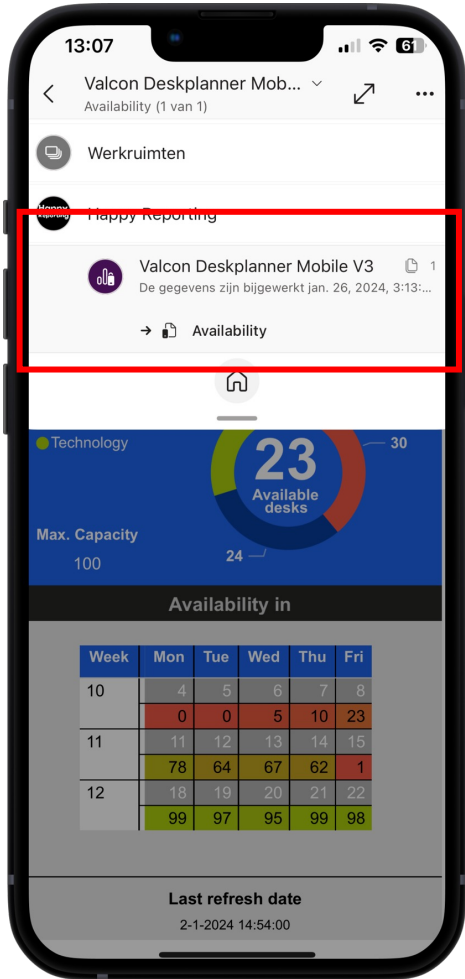 13:07
61
Valcon Deskplanner Mob...
Availability (1 van 1)
Werkruimten
Happy Reporting
Valcon Deskplanner Mobile V3 1
De gegevens zijn bijgewerkt jan. 26, 2024, 3:13:...
→ Availability
Technology
30
23
Available
desks
Max. Capacity
100
24
Availability in
Week Mon Tue Wed Thu Fri
10 4 5 6 7 8
0 0 5 10 23
11 11 12 13 14 15
78 64 67 62 1
12 18 19 20 21 22
99 97 95 99 98
Last refresh date
2-1-2024 14:54:00